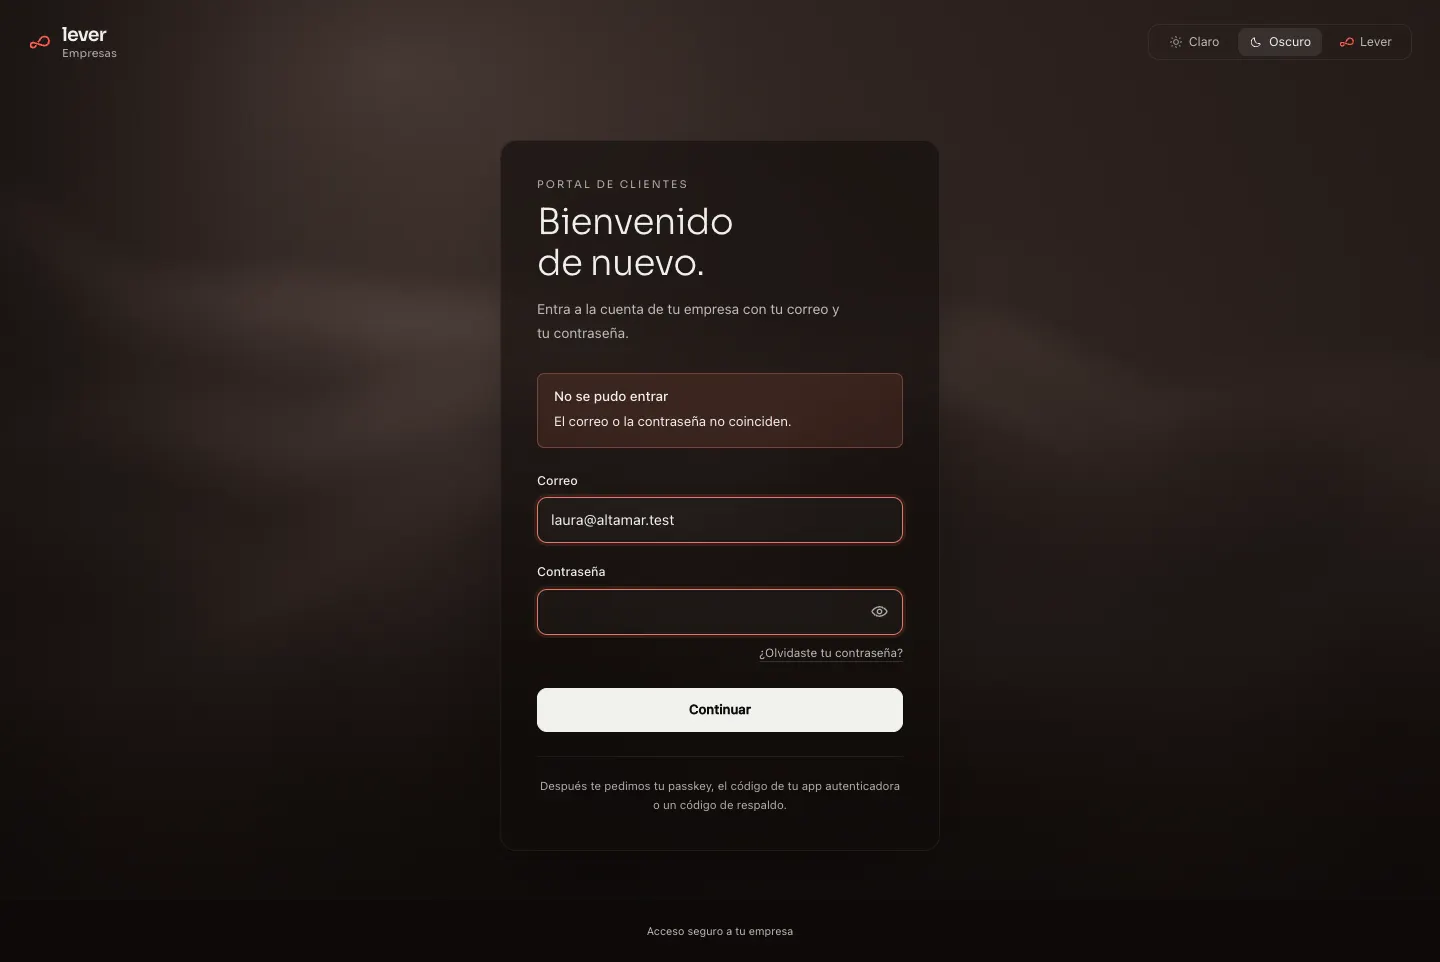 lever
Empresas
Claro
Oscuro
Lever
PORTAL DE CLIENTES
Bienvenido
de nuevo.
Entra a la cuenta de tu empresa con tu correo y
tu contraseña.
No se pudo entrar
El correo o la contraseña no coinciden.
Correo
laura@altamar.test
Contraseña
¿Olvidaste tu contraseña?
Continuar
Después te pedimos tu passkey, el código de tu app autenticadora
o un código de respaldo.
Acceso seguro a tu empresa